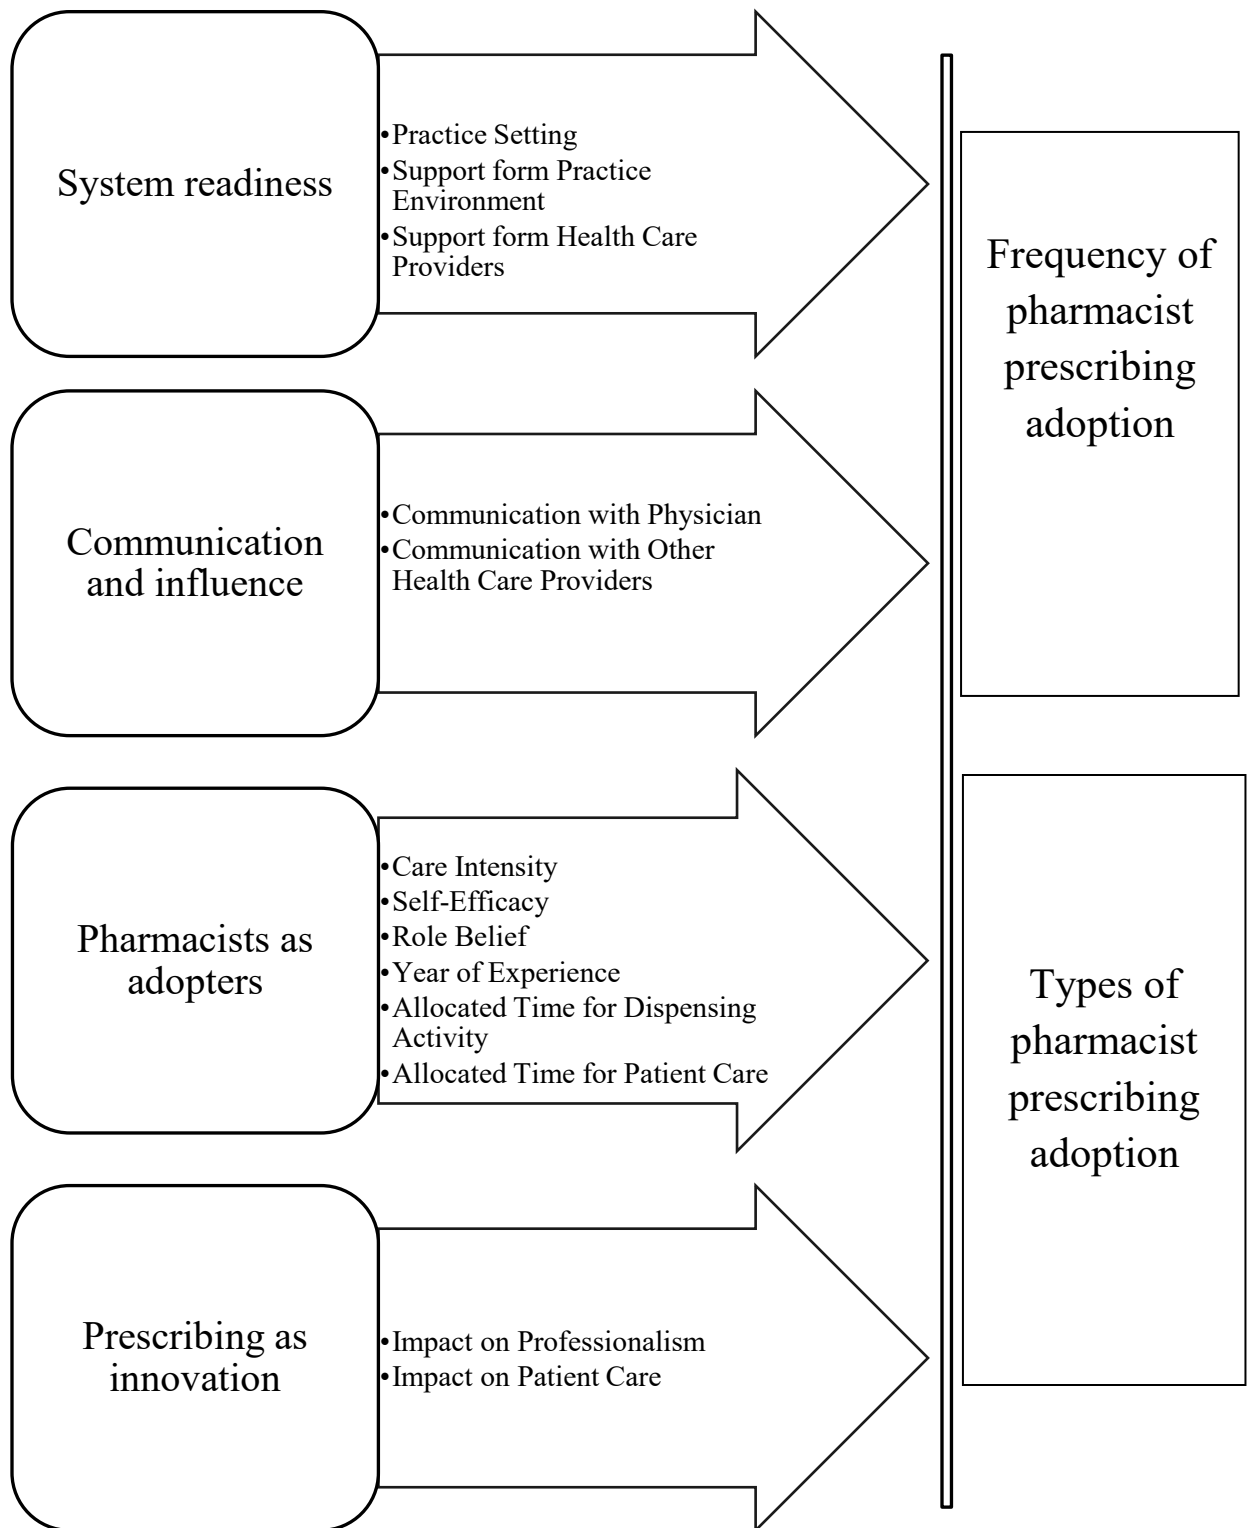 System readiness
•Practice Setting
•Support form Practice
Environment
•Support form Health Care
Providers
Communication
and influence
•Communication with Physician
•Communication with Other
Health Care Providers
Pharmacists as
adopters
•Care Intensity
•Self-Efficacy
•Role Belief
•Year of Experience
•Allocated Time for Dispensing
Activity
•Allocated Time for Patient Care
Prescribing as
innovation
•Impact on Professionalism
•Impact on Patient Care
Frequency of
pharmacist
prescribing
adoption
Types of
pharmacist
prescribing
adoption